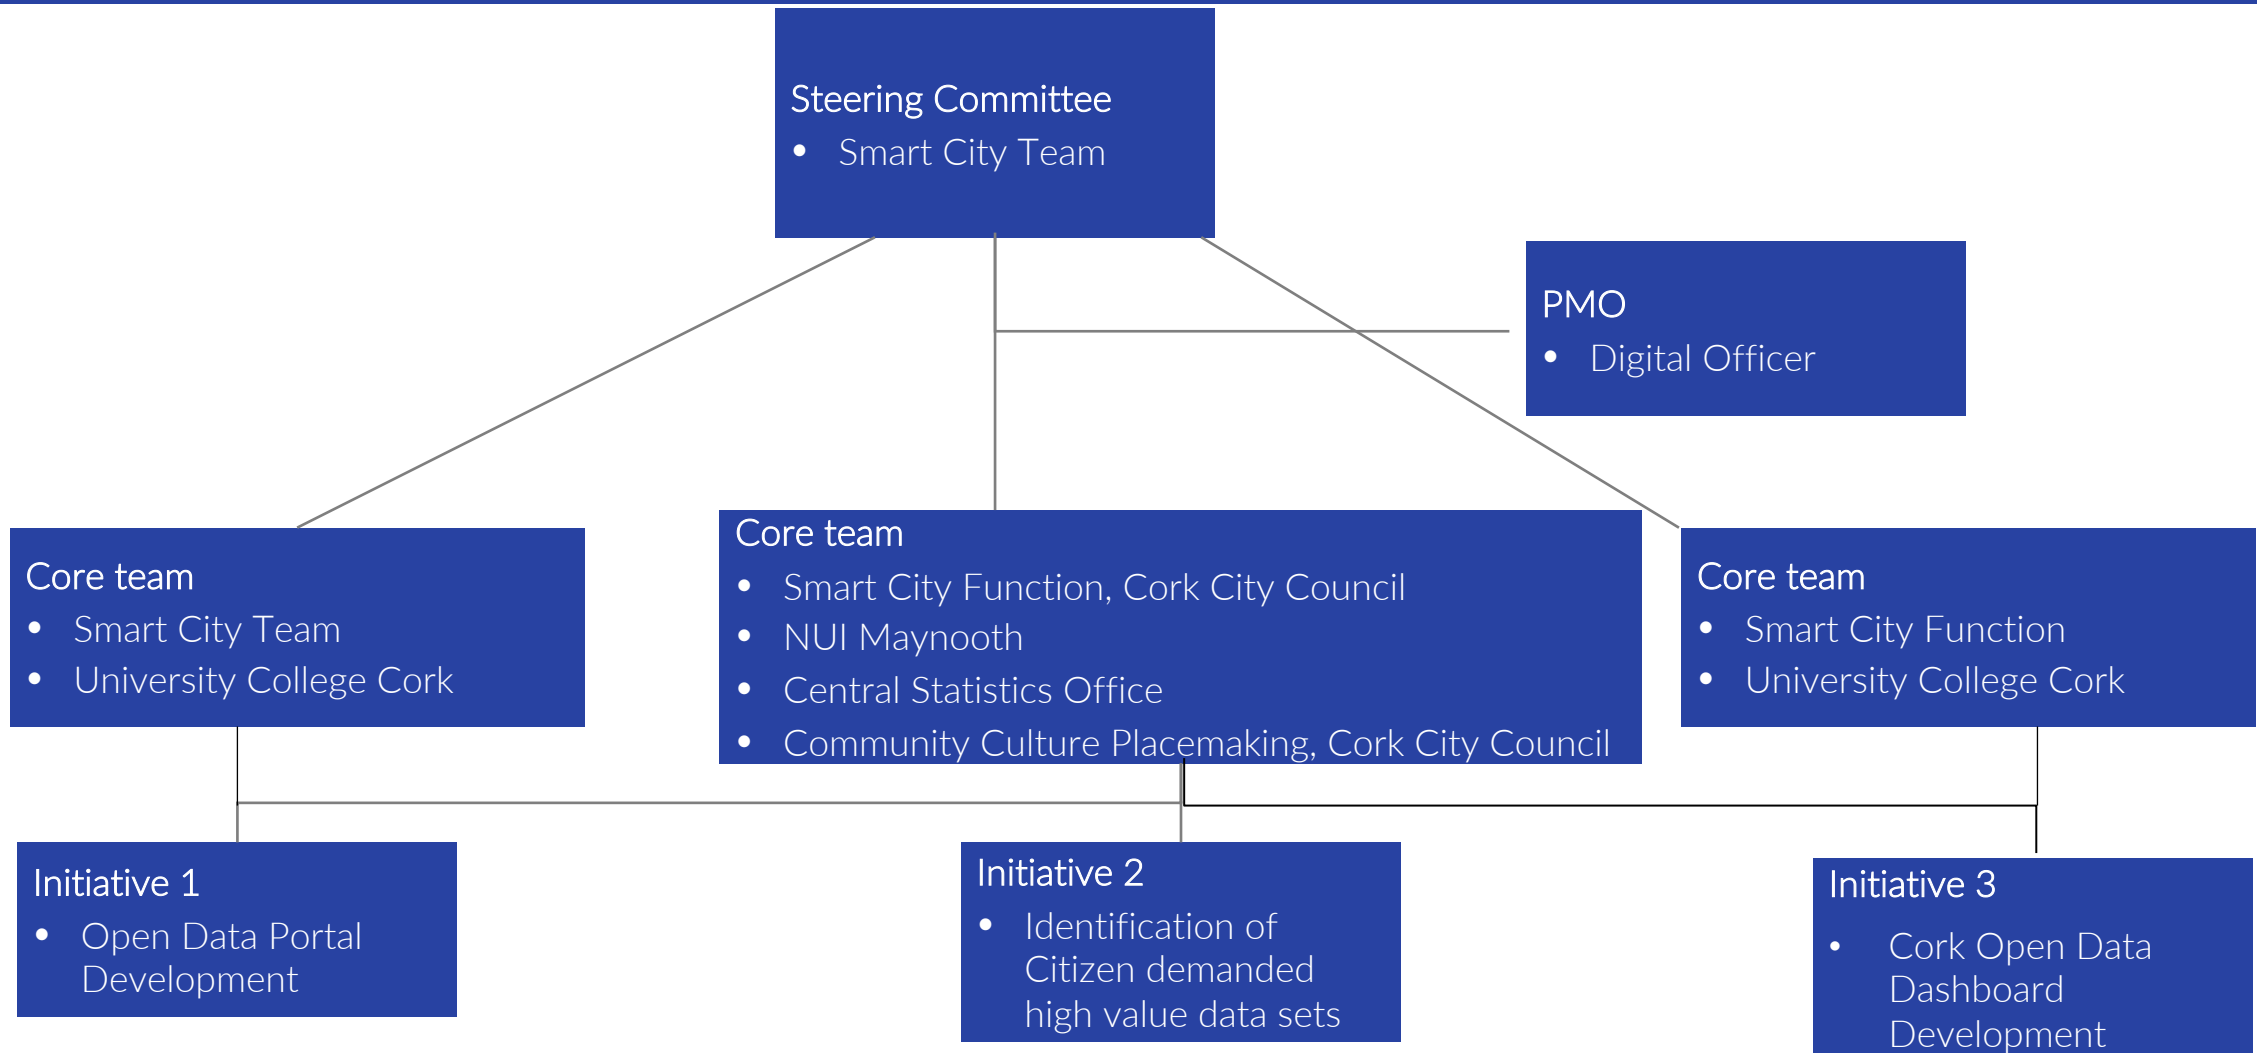 Steering Committee
• Smart City Team
PMO
• Digital Officer
Core team
• Smart City Team
• University College Cork
Core team
• Smart City Function, Cork City Council
• NUI Maynooth
• Central Statistics Office
• Community Culture Placemaking, Cork City Council
Core team
• Smart City Function
• University College Cork
Initiative 1
• Open Data Portal
Development
Initiative 2
• Identification of
Citizen demanded
high value data sets
Initiative 3
• Cork Open Data
Dashboard
Development